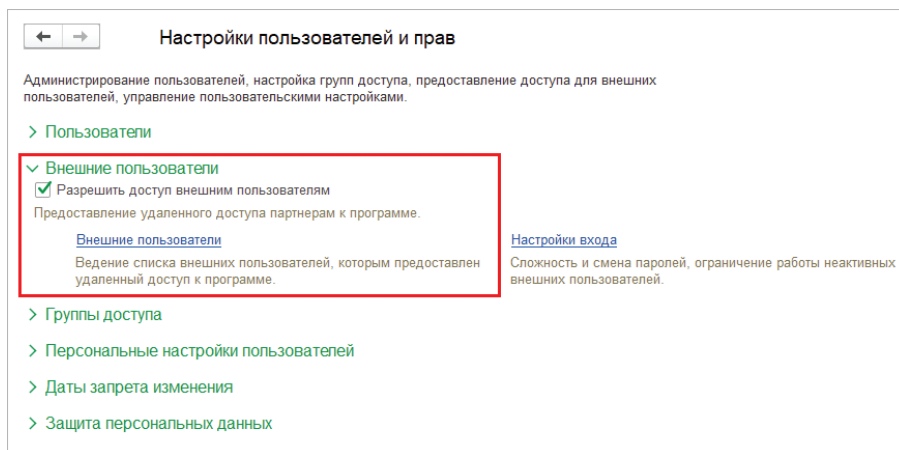 Настройки пользователей и прав
Администрирование пользователей, настройка групп доступа, предоставление доступа для внешних
пользователей, управление пользовательскими настройками.
Пользователи
Внешние пользователи
Разрешить доступ внешним пользователям
Предоставление удаленного доступа партнерам к программе.
Внешние пользователи
Ведение списка внешних пользователей, которым предоставлен
удаленный доступ к программе.
Настройки входа
Сложность и смена паролей, ограничение работы неактивных
внешних пользователей.
Группы доступа
Персональные настройки пользователей
Даты запрета изменения
Защита персональных данных